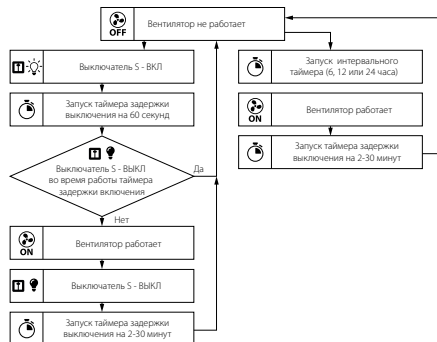 OFF
Вентилятор не работает
Выключатель S - ВКЛ
Запуск таймера задержки
выключения на 60 секунд
Выключатель S - ВЫКЛ
во время работы таймера
задержки включения
Да
Нет
ON
Вентилятор работает
Выключатель S - ВЫКЛ
Запуск таймера задержки
выключения на 2-30 минут
Запуск интервального
таймера (6, 12 или 24 часа)
ON
Вентилятор работает
Запуск таймера задержки
выключения на 2-30 минут